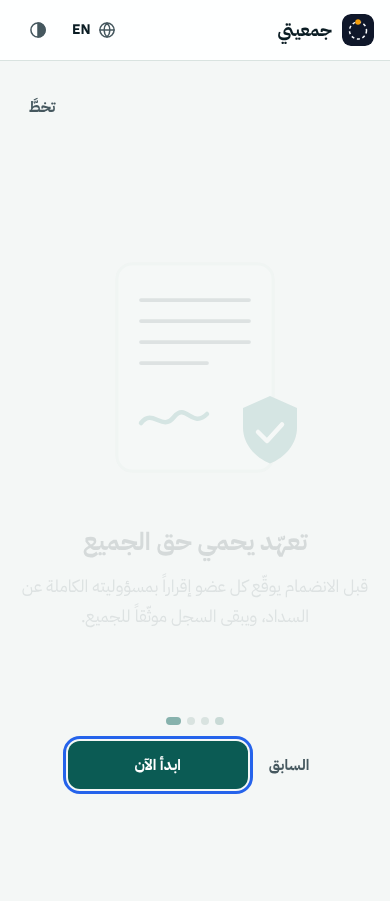 جمعيتي
EN
تخطَّ
تعهّد يحمي حق الجميع
قبل الانضمام يوقّع كل عضو إقراراً بمسؤوليته الكاملة عن
السداد، ويبقى السجل موثّقاً للجميع.
السابق
ابدأ الآن